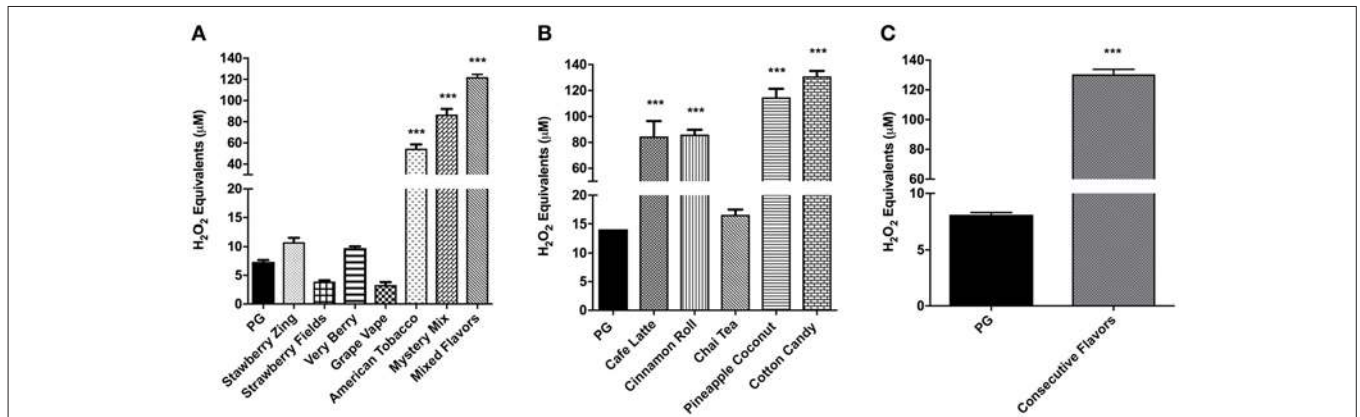 A
H2O2 Equivalents (μM)
140
120
100
80
60
40
20
15
10
5
0
***
***
***
PG
Stawberry Zing
Strawberry Fields
Very Berry
Grape Vape
American Tobacco
Mystery Mix
Mixed Flavors
B
H2O2 Equivalents (μM)
140
120
100
80
60
20
15
10
5
0
***
***
***
***
PG
Cafe Latte
Cinnamon Roll
Chai Tea
Pineapple Coconut
Cotton Candy
C
H2O2 Equivalents (μM)
140
120
100
80
60
10
5
0
***
PG
Consecutive Flavors